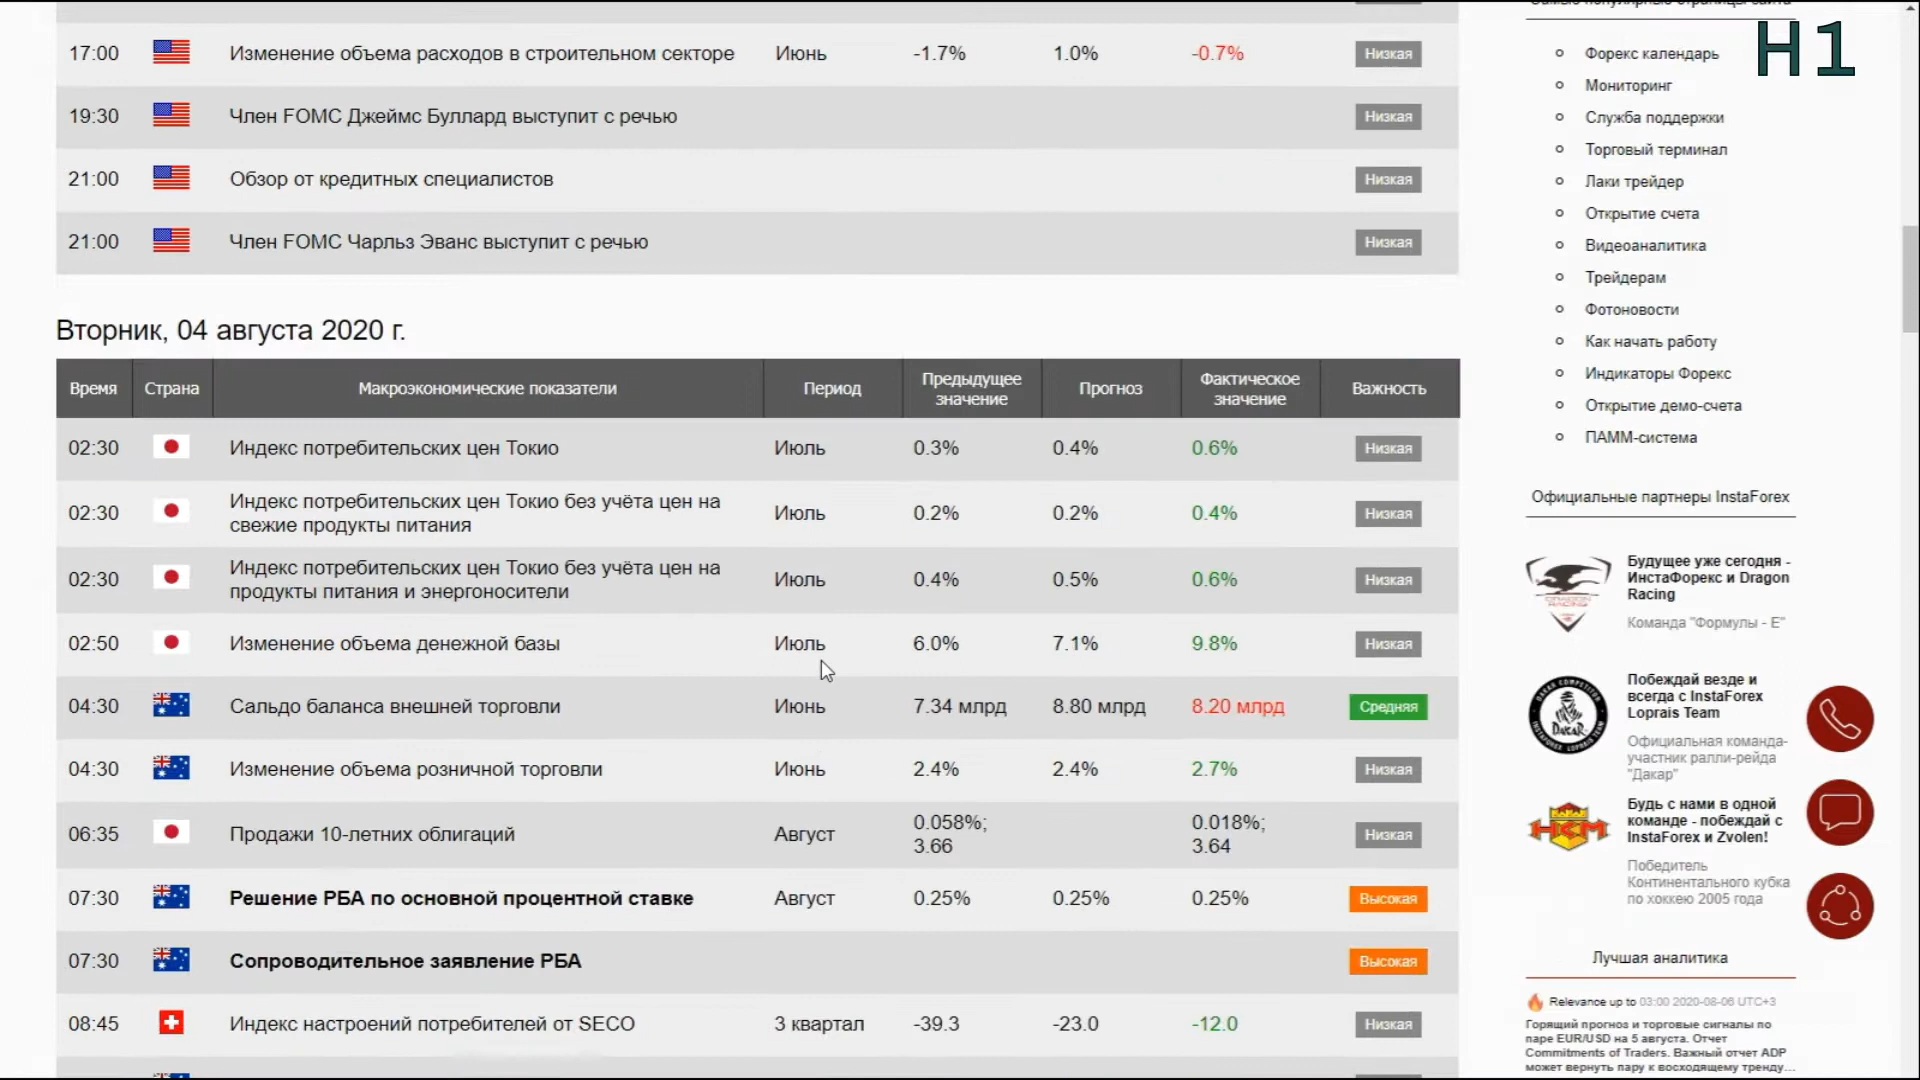 Самые популярные страницы сайта
H1
17:00 Изменение объема расходов в строительном секторе Июнь -1.7% 1.0% -0.7% Низкая
19:30 Член FOMC Джеймс Буллард выступит с речью Низкая
21:00 Обзор от кредитных специалистов Низкая
21:00 Член FOMC Чарльз Эванс выступит с речью Низкая
Вторник, 04 августа 2020 г.
Время Страна Макроэкономические показатели Период Предыдущее значение Прогноз Фактическое значение Важность
02:30 Индекс потребительских цен Токио Июль 0.3% 0.4% 0.6% Низкая
02:30 Индекс потребительских цен Токио без учёта цен на
свежие продукты питания Июль 0.2% 0.2% 0.4% Низкая
02:30 Индекс потребительских цен Токио без учёта цен на
продукты питания и энергоносители Июль 0.4% 0.5% 0.6% Низкая
02:50 Изменение объема денежной базы Июль 6.0% 7.1% 9.8% Низкая
04:30 Сальдо баланса внешней торговли Июнь 7.34 млрд 8.80 млрд 8.20 млрд Средняя
04:30 Изменение объема розничной торговли Июнь 2.4% 2.4% 2.7% Низкая
06:35 Продажи 10-летних облигаций Август 0.058%; 3.66 0.018%; 3.64 Низкая
07:30 Решение РБА по основной процентной ставке Август 0.25% 0.25% 0.25% Высокая
07:30 Сопроводительное заявление РБА Высокая
08:45 Индекс настроений потребителей от SECO 3 квартал -39.3 -23.0 -12.0 Низкая
Форекс календарь
Мониторинг
Служба поддержки
Торговый терминал
Лаки трейдер
Открытие счета
Видеоаналитика
Трейдерам
Фотоновости
Как начать работу
Индикаторы Форекс
Открытие демо-счета
ПАММ-система
Официальные партнеры InstaForex
DRAGON
RACING
Будущее уже сегодня -
ИнстаФорекс и Dragon
Racing
Команда "Формулы - E"
DAKAR
Побеждай везде и
всегда с InstaForex
Loprais Team
Официальная команда-
участник ралли-рейда
"Дакар"
Будь с нами в одной
команде - побеждай с
InstaForex и Zvolen!
Победитель
Континентального кубка
по хоккею 2005 года
Лучшая аналитика
Relevance up to 03:00 2020-08-06 UTC+3
Горящий прогноз и торговые сигналы по
паре EUR/USD на 5 августа. Отчет
Commitments of Traders. Важный отчет ADP
может вернуть пару к восходящему тренду...